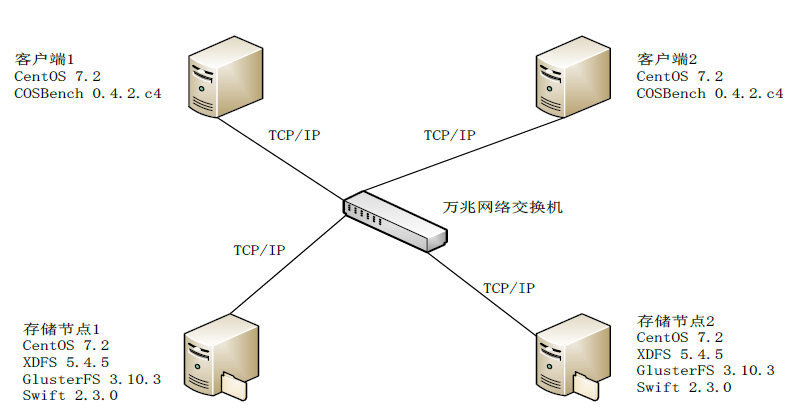 客户端1
CentOS 7.2
COSBench 0.4.2.c4
客户端2
CentOS 7.2
COSBench 0.4.2.c4
TCP/IP
TCP/IP
万兆网络交换机
TCP/IP
TCP/IP
存储节点1
CentOS 7.2
XDFS 5.4.5
GlusterFS 3.10.3
Swift 2.3.0
存储节点2
CentOS 7.2
XDFS 5.4.5
GlusterFS 3.10.3
Swift 2.3.0